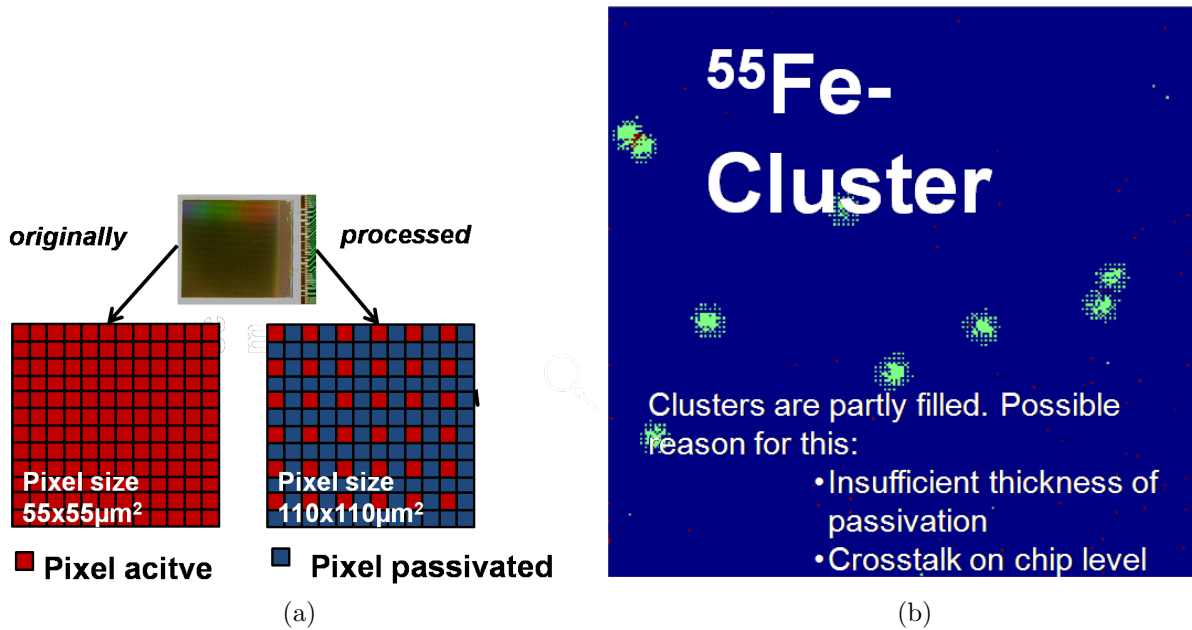 originally
processed
Pixel size
55x55µm²
Pixel size
110x110µm²
Pixel acitve
Pixel passivated
(a)
⁵⁵Fe-
Cluster
Clusters are partly filled. Possible
reason for this:
•Insufficient thickness of
passivation
•Crosstalk on chip level
(b)